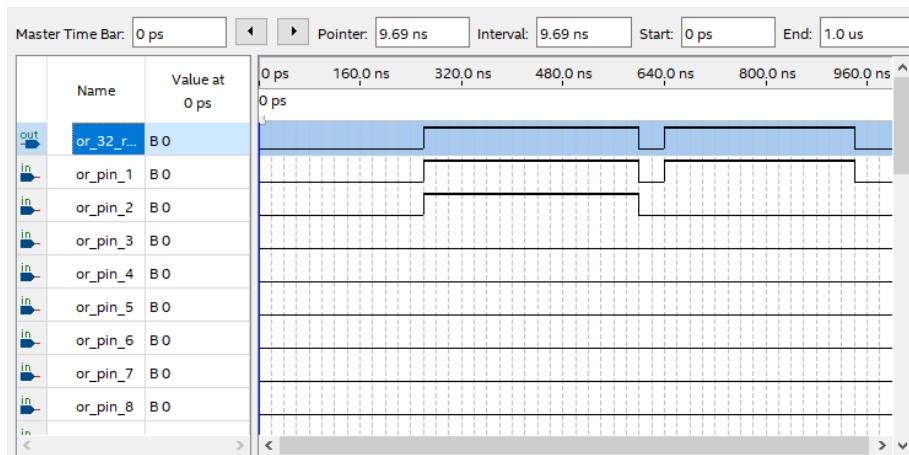 Master Time Bar: 0 ps Pointer: 9.69 ns Interval: 9.69 ns Start: 0 ps End: 1.0 us
Name Value at 0 ps
0 ps 160.0 ns 320.0 ns 480.0 ns 640.0 ns 800.0 ns 960.0 ns
0 ps
out or_32_r... B 0
in or_pin_1 B 0
in or_pin_2 B 0
in or_pin_3 B 0
in or_pin_4 B 0
in or_pin_5 B 0
in or_pin_6 B 0
in or_pin_7 B 0
in or_pin_8 B 0
in